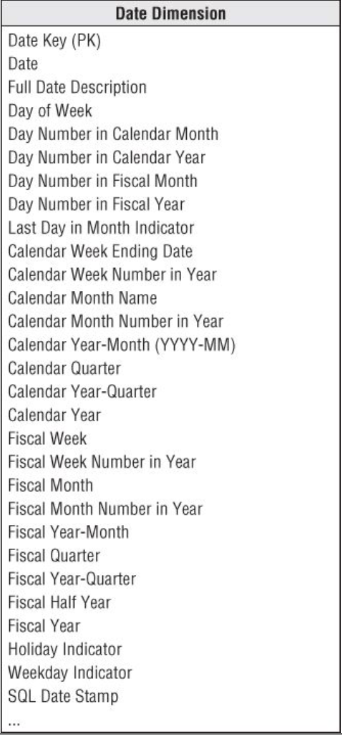 Date Dimension
Date Key (PK)
Date
Full Date Description
Day of Week
Day Number in Calendar Month
Day Number in Calendar Year
Day Number in Fiscal Month
Day Number in Fiscal Year
Last Day in Month Indicator
Calendar Week Ending Date
Calendar Week Number in Year
Calendar Month Name
Calendar Month Number in Year
Calendar Year-Month (YYYY-MM)
Calendar Quarter
Calendar Year-Quarter
Calendar Year
Fiscal Week
Fiscal Week Number in Year
Fiscal Month
Fiscal Month Number in Year
Fiscal Year-Month
Fiscal Quarter
Fiscal Year-Quarter
Fiscal Half Year
Fiscal Year
Holiday Indicator
Weekday Indicator
SQL Date Stamp
...